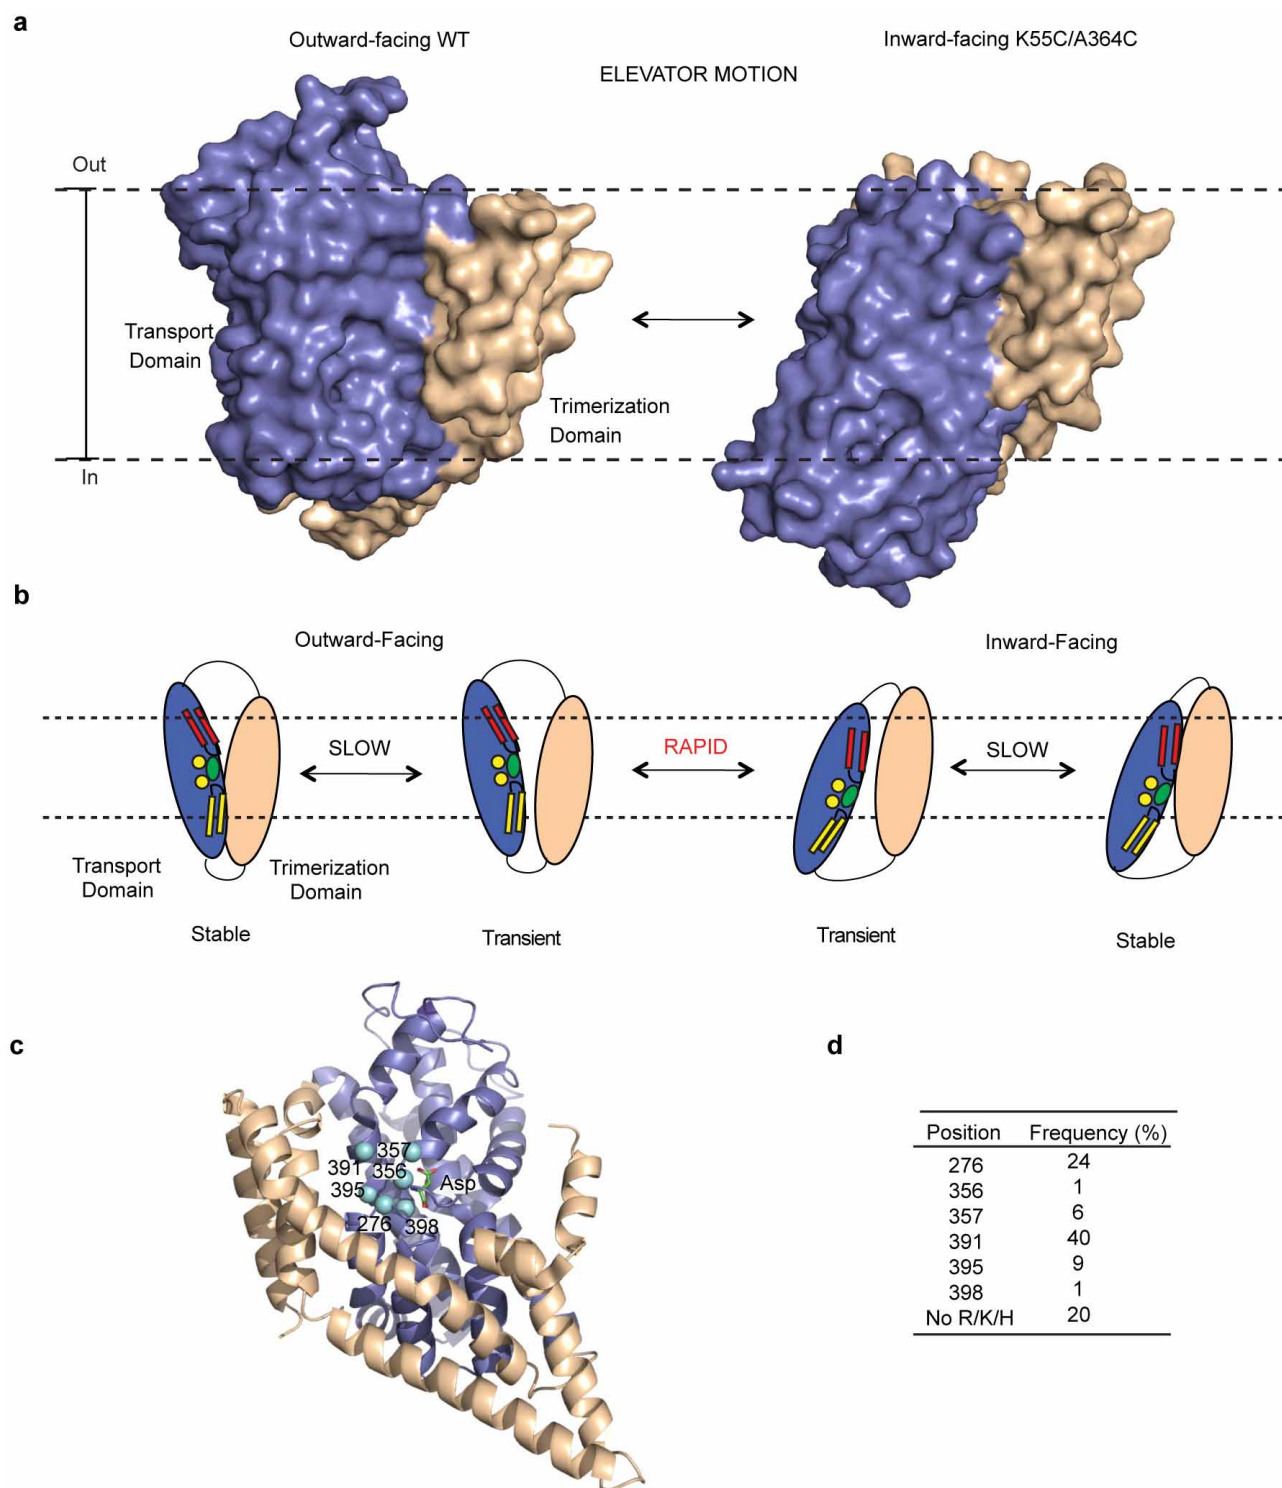 a
Outward-facing WT
Inward-facing K55C/A364C
ELEVATOR MOTION
Out
Transport
Domain
Trimerization
Domain
In
b
Outward-Facing
Inward-Facing
SLOW
RAPID
SLOW
Transport
Domain
Trimerization
Domain
Stable
Transient
Transient
Stable
c
357
391
356
Asp
395
276
398
d
Position Frequency (%)
276 24
356 1
357 6
391 40
395 9
398 1
No R/K/H 20